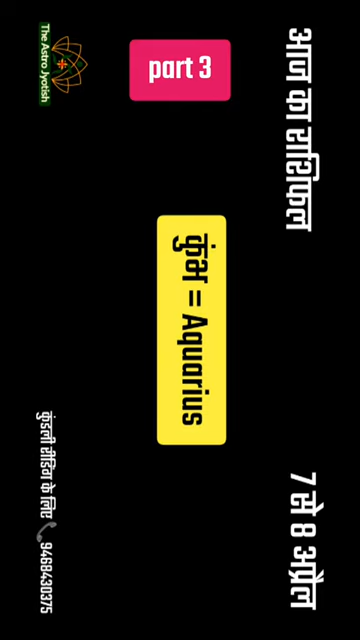 आज का राशिफल
7 से 8 अप्रैल
part 3
कुंभ = Aquarius
The Astro Jyotish
कुंडली रीडिंग के लिए 📞 9468430375